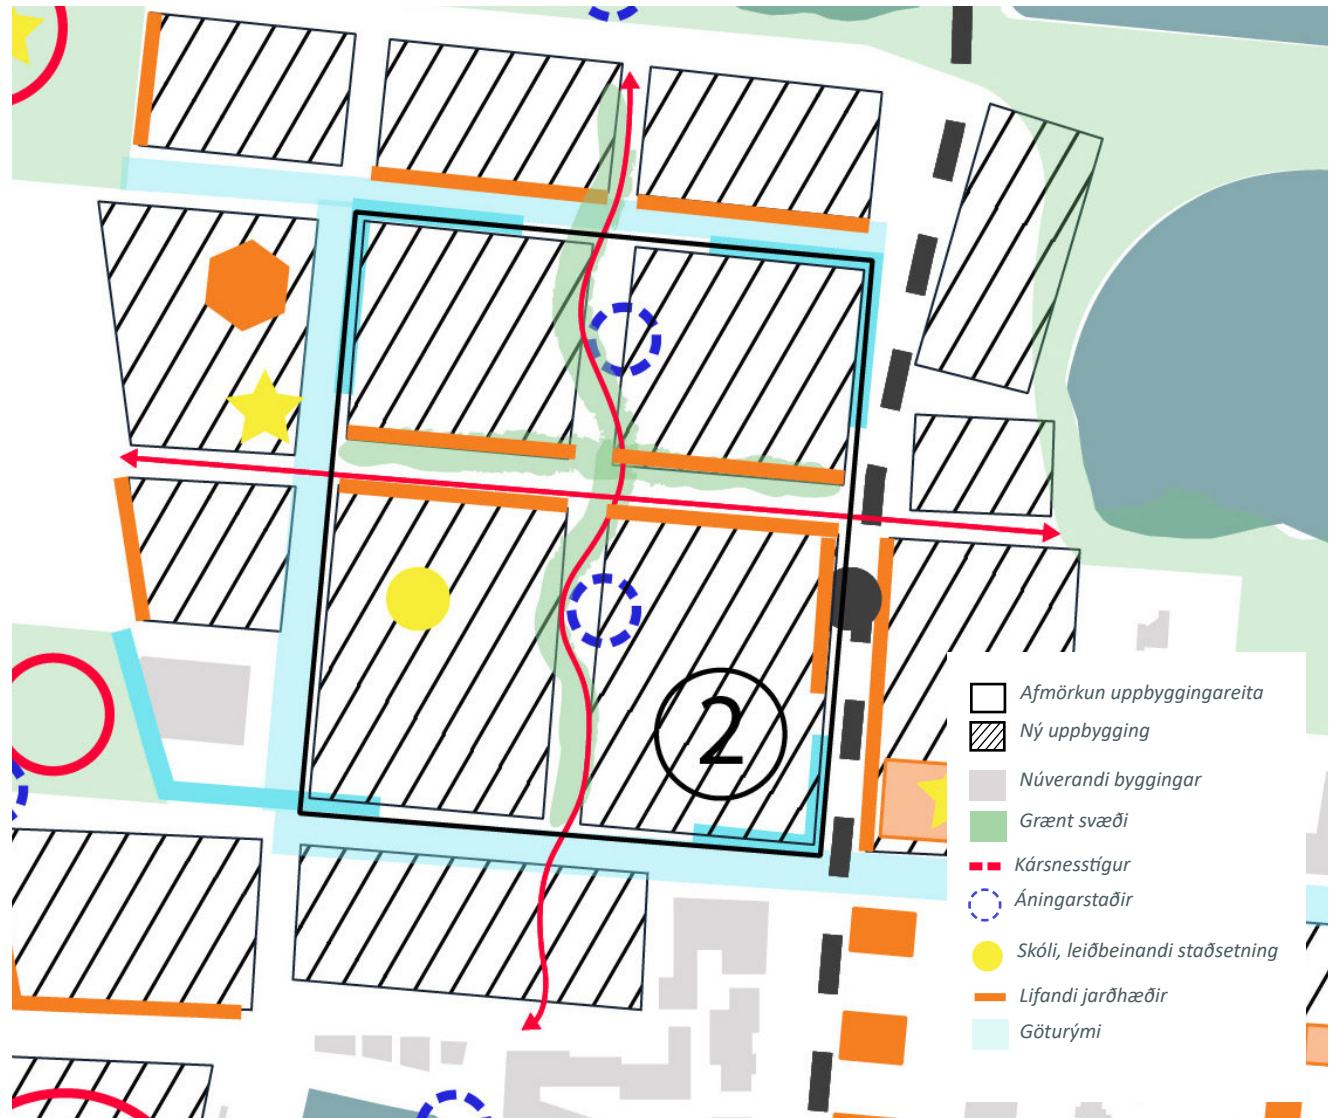 2
Afmörkun uppbyggingareita
Ný uppbygging
Núverandi byggingar
Grænt svæði
Kársnesstígur
Áningarstaðir
Skóli, leiðbeinandi staðsetning
Lifandi jarðhæðir
Göturými